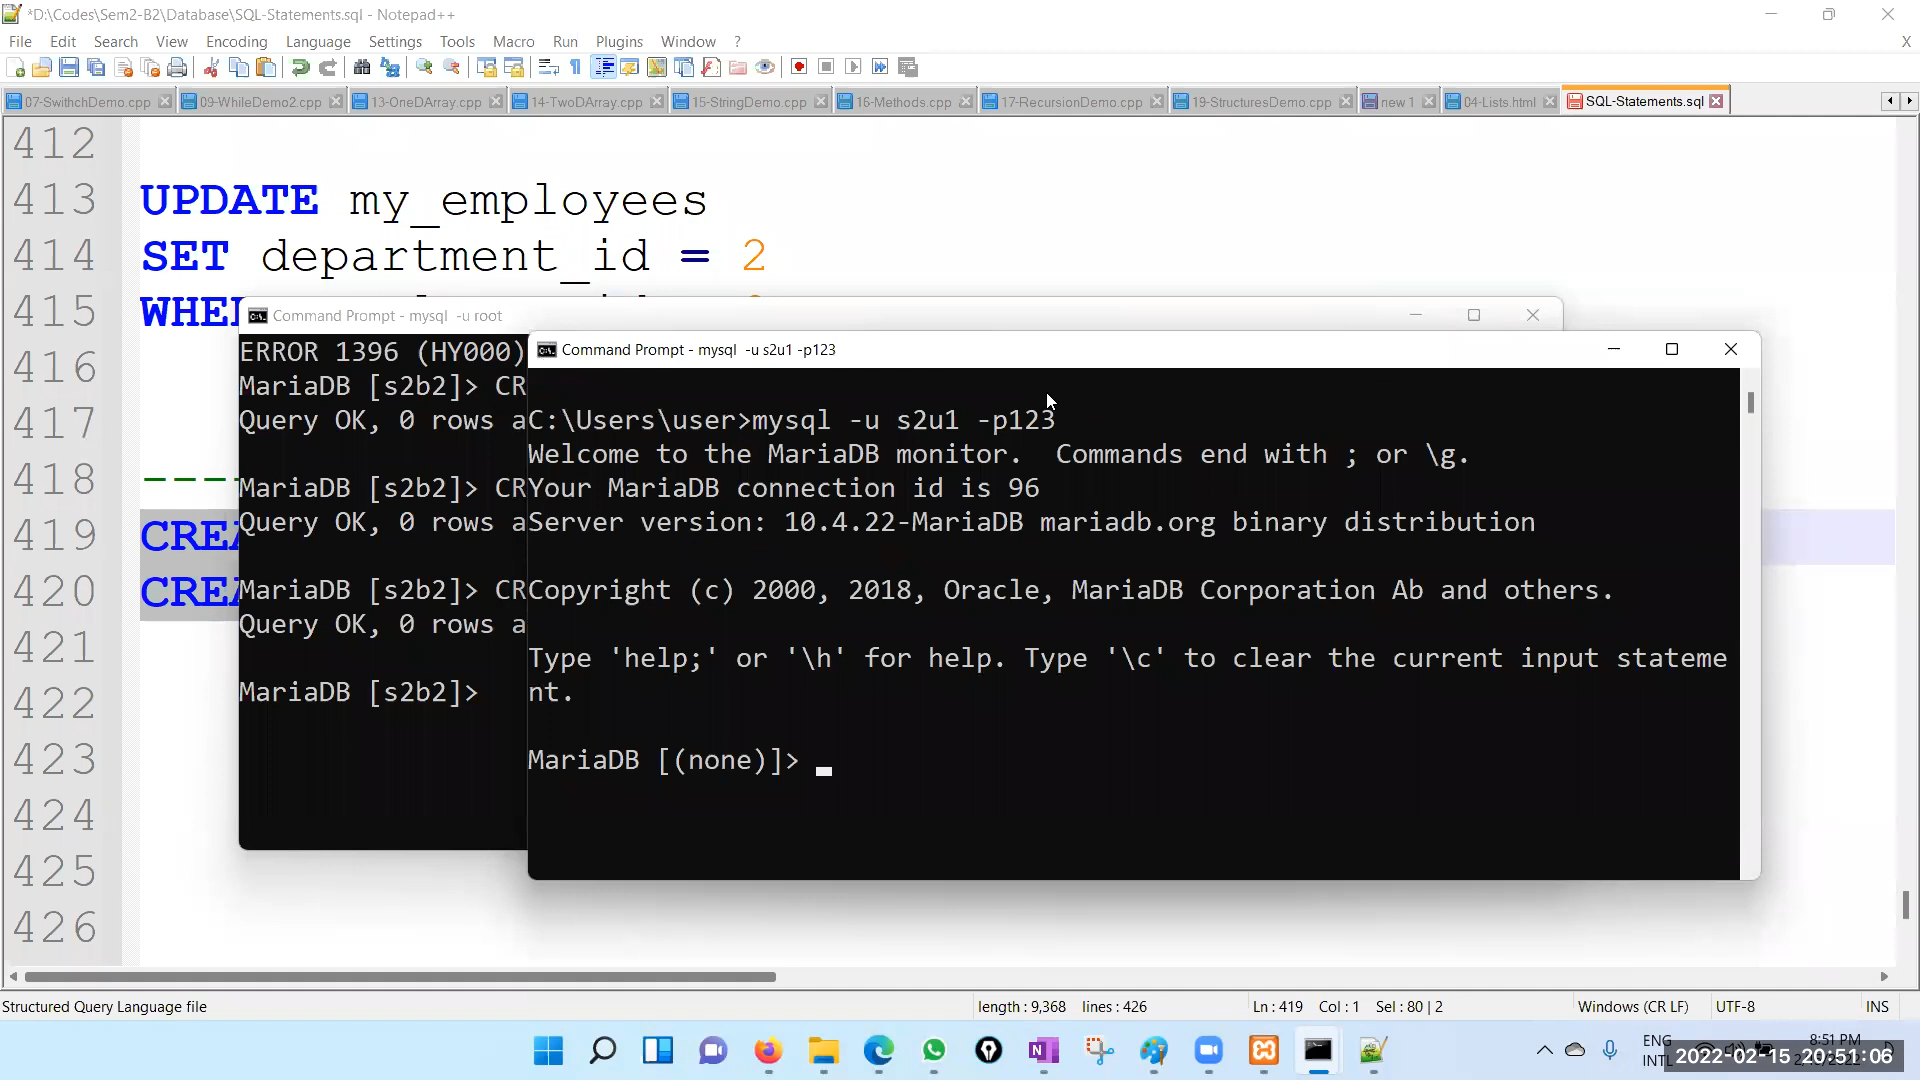 *D:\Codes\Sem2-B2\Database\SQL-Statements.sql - Notepad++
File Edit Search View Encoding Language Settings Tools Macro Run Plugins Window ? X
07-SwithchDemo.cpp 09-WhileDemo2.cpp 13-OneDArray.cpp 14-TwoDArray.cpp 15-StringDemo.cpp 16-Methods.cpp 17-RecursionDemo.cpp 19-StructuresDemo.cpp new 1 04-Lists.html SQL-Statements.sql
412
413 UPDATE my_employees
414 SET department_id = 2
415 WHE
416
417
418 ----
419 CREA
420 CREA
421
422
423
424
425
426
Command Prompt - mysql -u root
ERROR 1396 (HY000)
MariaDB [s2b2]> CR
Query OK, 0 rows a
MariaDB [s2b2]> CR
Query OK, 0 rows a
MariaDB [s2b2]> CR
Query OK, 0 rows a
MariaDB [s2b2]>
Command Prompt - mysql -u s2u1 -p123
C:\Users\user>mysql -u s2u1 -p123
Welcome to the MariaDB monitor.  Commands end with ; or \g.
Your MariaDB connection id is 96
Server version: 10.4.22-MariaDB mariadb.org binary distribution
Copyright (c) 2000, 2018, Oracle, MariaDB Corporation Ab and others.
Type 'help;' or '\h' for help. Type '\c' to clear the current input stateme
nt.
MariaDB [(none)]>
Structured Query Language file length : 9,368 lines : 426 Ln : 419 Col : 1 Sel : 80 | 2 Windows (CR LF) UTF-8 INS
ENG
INTL
8:51 PM
2022-02-15 20:51:06